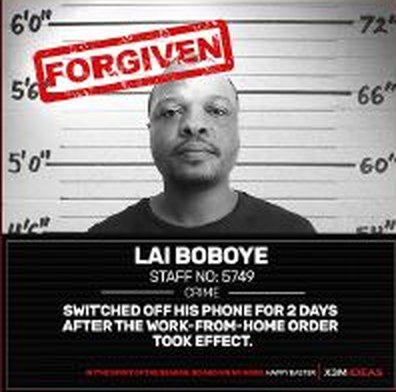 6'0" 72"
FORGIVEN
5'6 66"
5'0" 60"
LAI BOBOYE
STAFF NO: 5749
CRIME
SWITCHED OFF HIS PHONE FOR 2 DAYS
AFTER THE WORK-FROM-HOME ORDER
TOOK EFFECT.
HAPPY EASTER X3M IDEAS